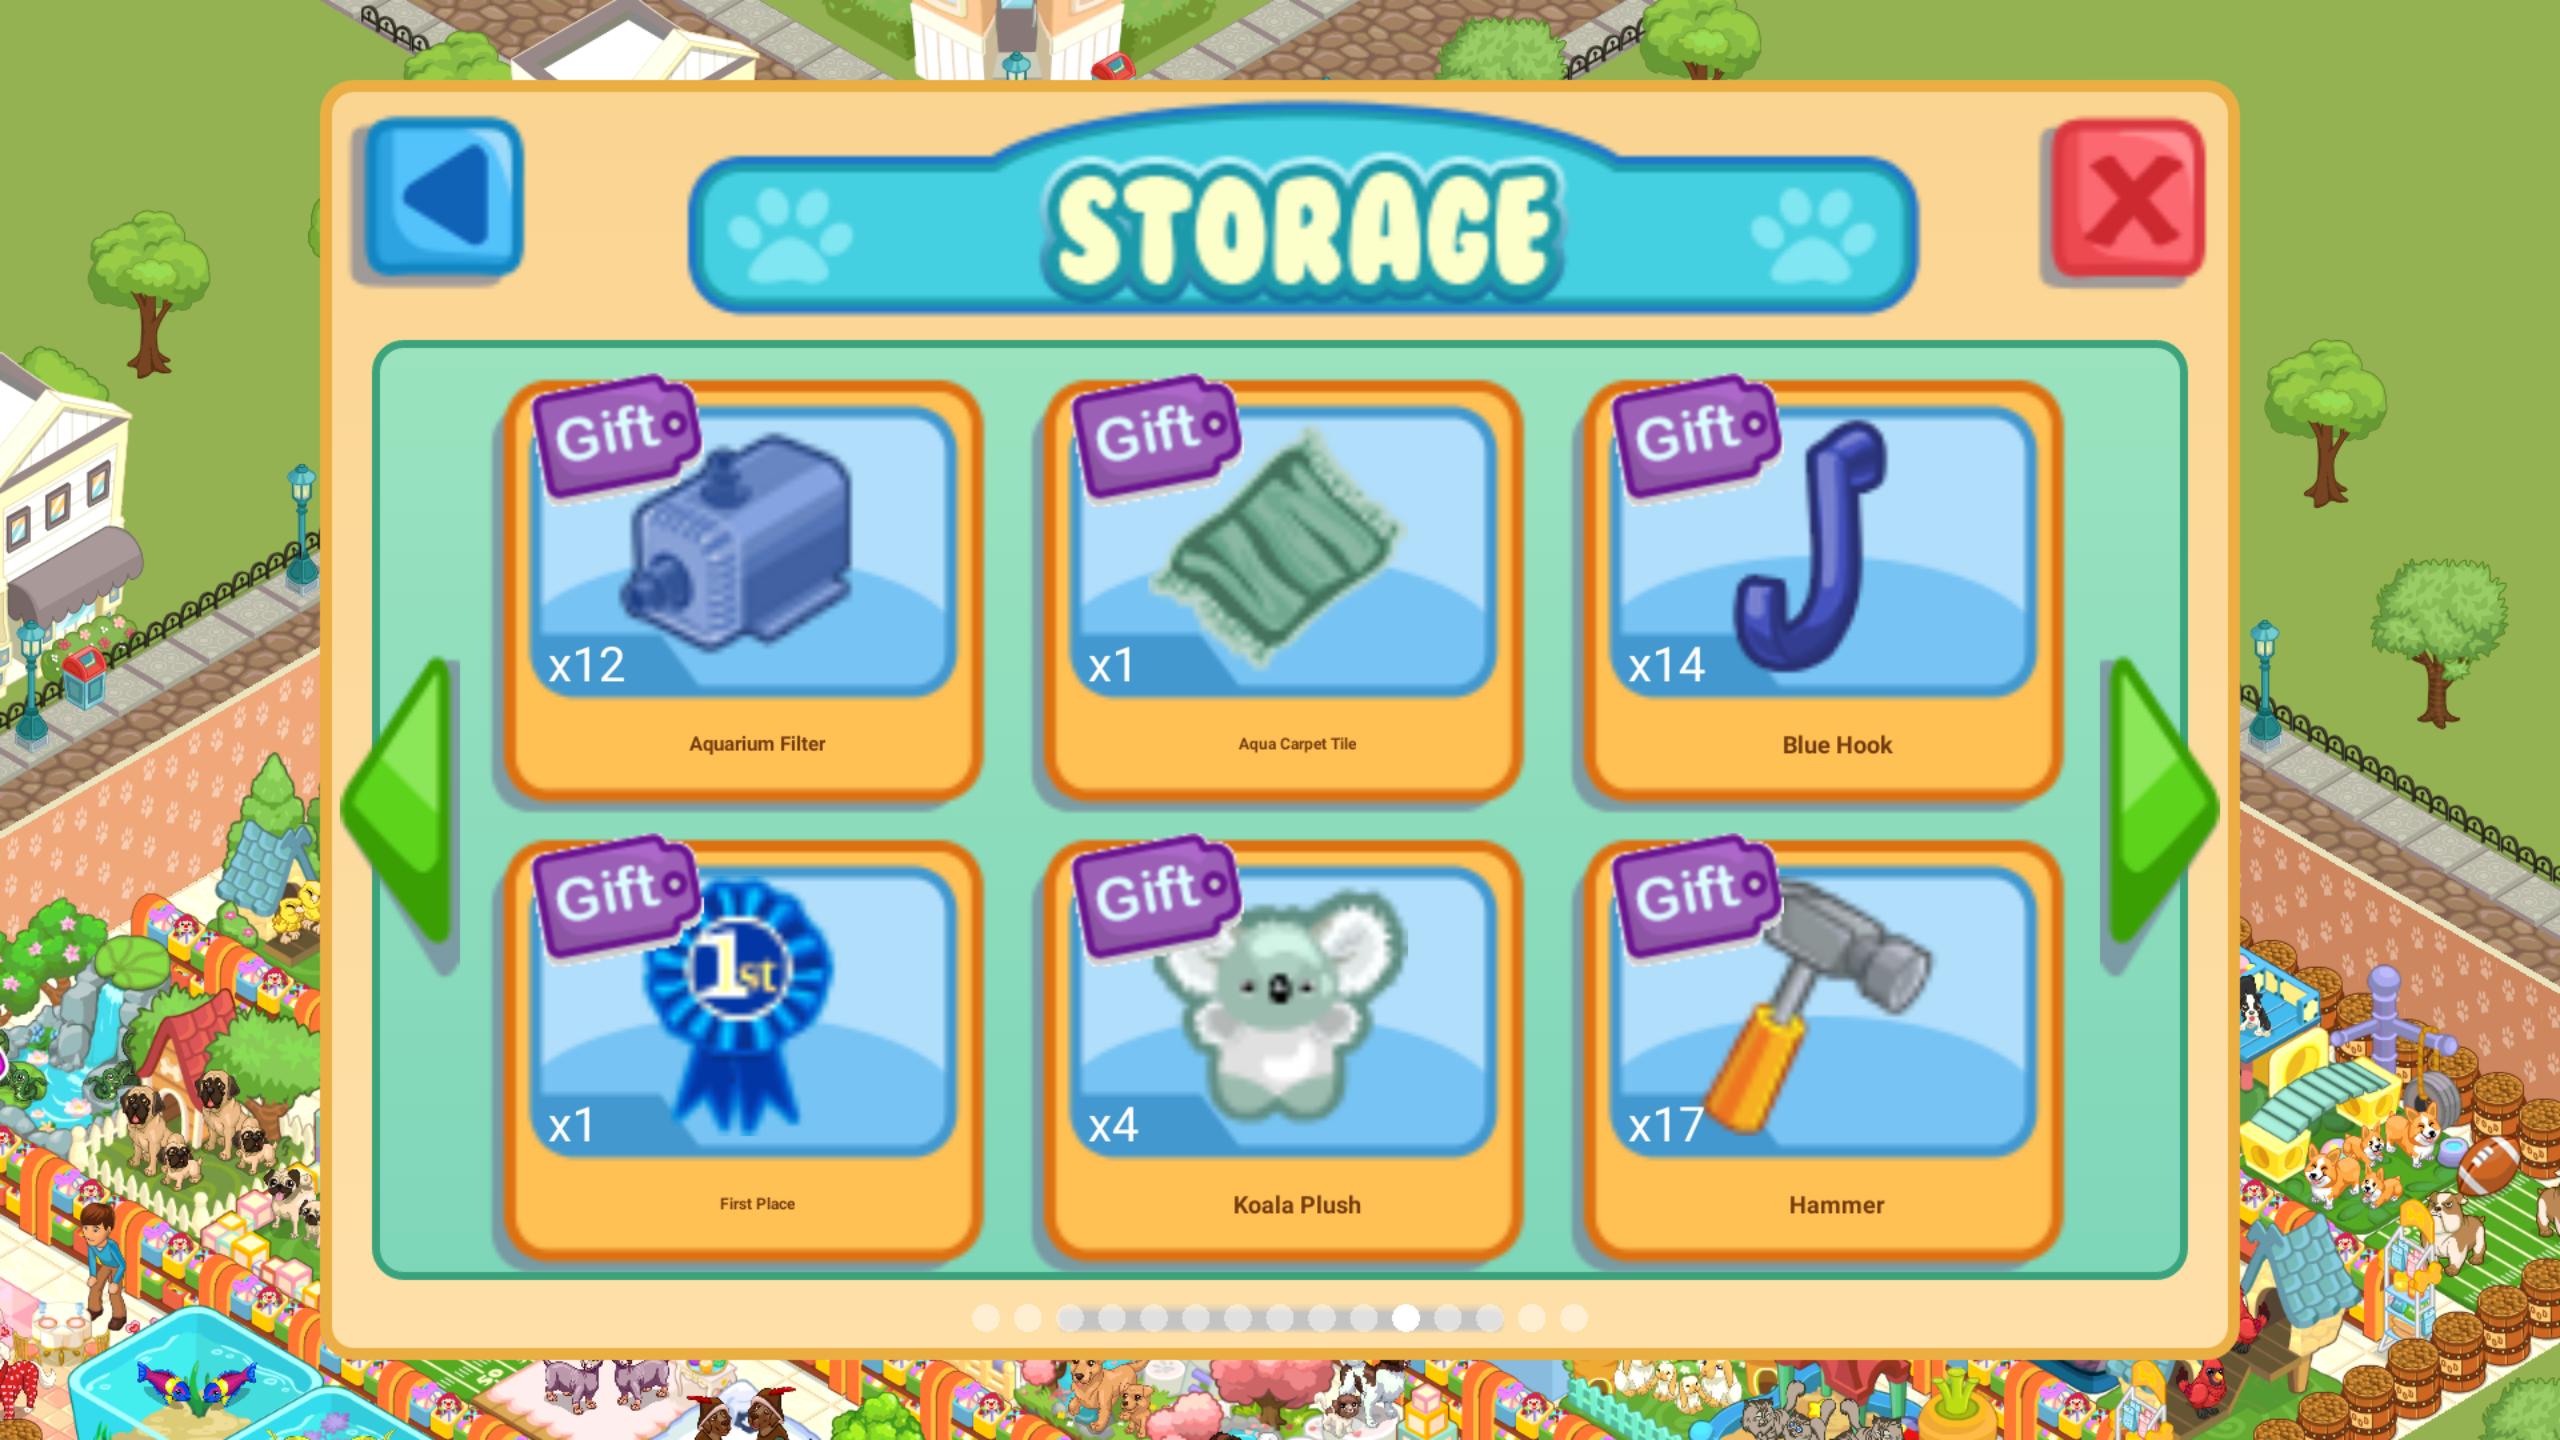 STORAGE
Gift
x12
Aquarium Filter
Gift
x1
Aqua Carpet Tile
Gift
x14
Blue Hook
Gift
1st
x1
First Place
Gift
x4
Koala Plush
Gift
x17
Hammer
50